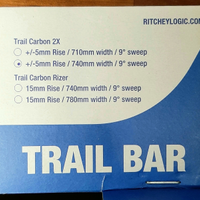 RITCHEYLOGIC.CO
Trail Carbon 2X
+/-5mm Rise / 710mm width / 9° sweep
+/-5mm Rise / 740mm width / 9° sweep
Trail Carbon Rizer
15mm Rise / 740mm width / 9° sweep
15mm Rise / 780mm width / 9° sweep
TRAIL BAR